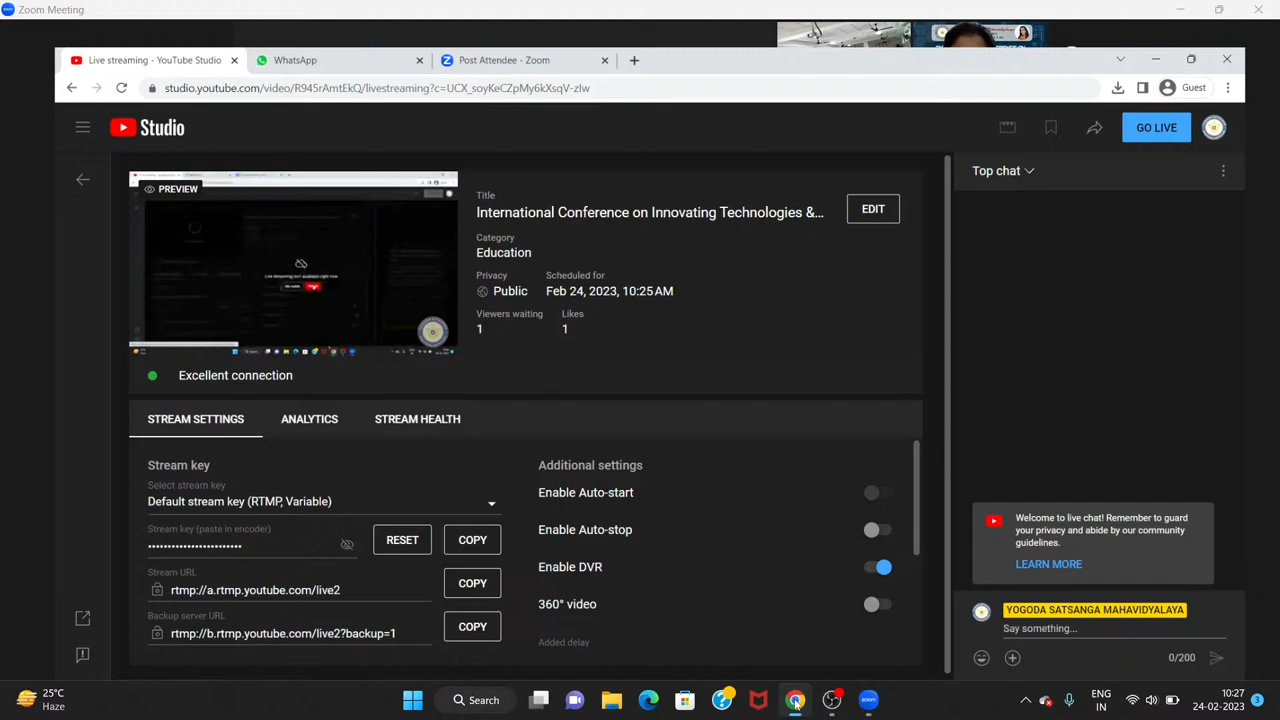 Zoom Meeting
Live streaming - YouTube Studio
WhatsApp
Post Attendee - Zoom
studio.youtube.com/video/R945rAmtEkQ/livestreaming?c=UCXCsoyKeCZpMy6kXsqV-zIw
Guest
Studio
GO LIVE
PREVIEW
Title
International Conference on Innovating Technologies &...
EDIT
Category
Education
Privacy
Scheduled for
Public
Feb 24, 2023, 10:25 AM
Viewers waiting
Likes
1
1
Excellent connection
Top chat
STREAM SETTINGS
ANALYTICS
STREAM HEALTH
Stream key
Select stream key
Default stream key (RTMP, Variable)
Stream key (paste in encoder)
RESET
COPY
Stream URL
rtmp://a.rtmp.youtube.com/live2
COPY
Backup server URL
rtmp://b.rtmp.youtube.com/live2?backup=1
COPY
Additional settings
Enable Auto-start
Enable Auto-stop
Enable DVR
360° video
Added delay
Welcome to live chat! Remember to guard
your privacy and abide by our community
guidelines.
LEARN MORE
YOGODA SATSANGA MAHAVIDYALAYA
Say something...
0/200
25°C
Haze
Search
ENG
IN
10:27
24-02-2023
3